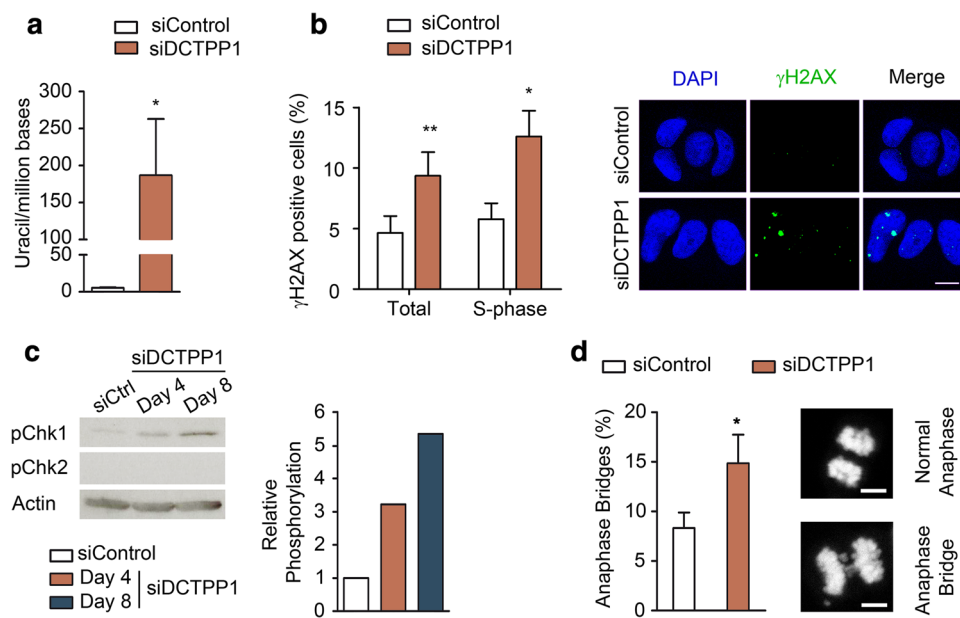 a
siControl
siDCTPP1
Uracil/million bases
300
250
200
150
100
50
0
*
b
siControl
siDCTPP1
γH2AX positive cells (%)
15
10
5
0
**
*
Total
S-phase
DAPI
γH2AX
Merge
siControl
siDCTPP1
c
siDCTPP1
siCtrl
Day 4
Day 8
pChk1
pChk2
Actin
siControl
Day 4
Day 8
siDCTPP1
Relative
Phosphorylation
6
5
4
3
2
1
0
d
siControl
siDCTPP1
Anaphase Bridges (%)
20
15
10
5
0
*
Normal
Anaphase
Anaphase
Bridge